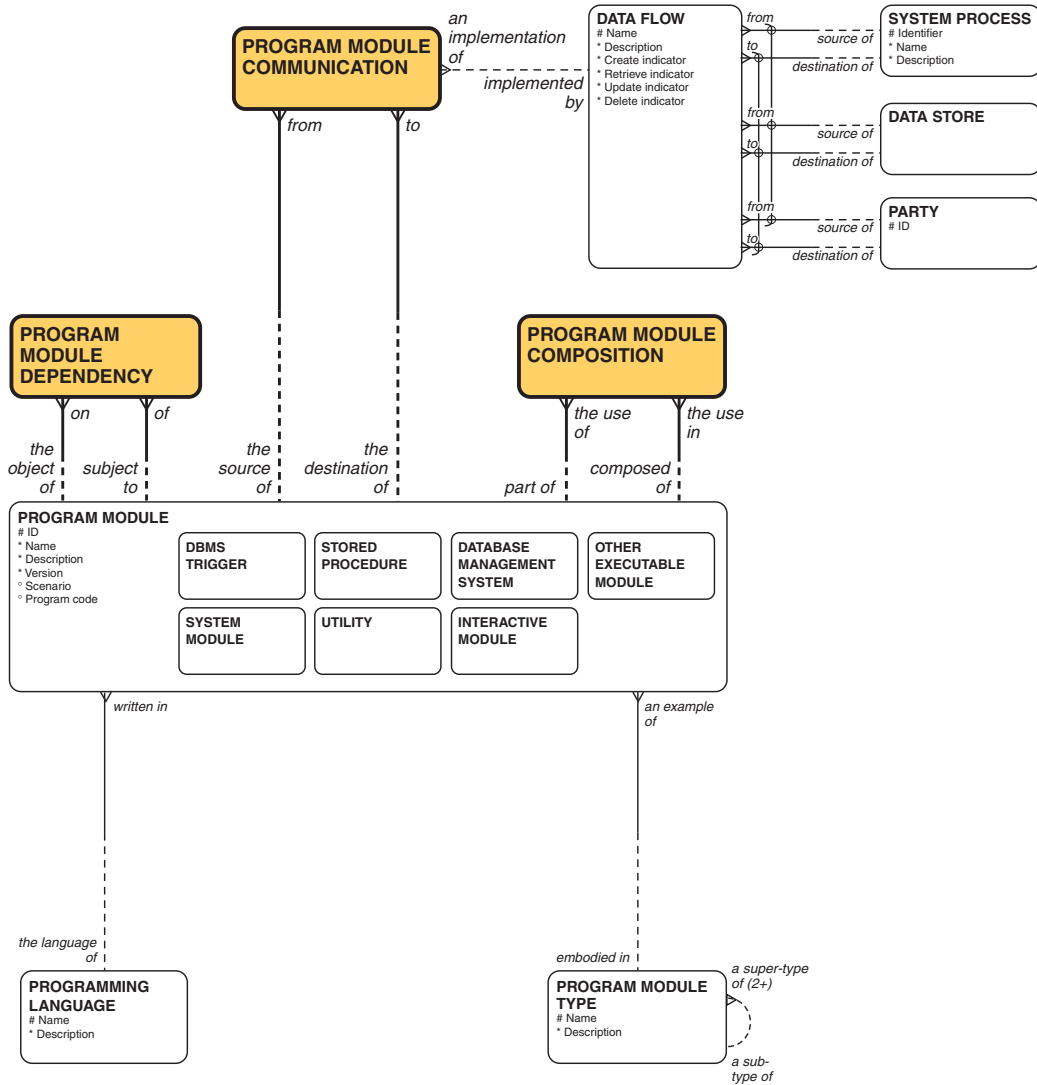 an
implementation
of
PROGRAM MODULE
COMMUNICATION
implemented
by
from
to
DATA FLOW
# Name
* Description
* Create indicator
* Retrieve indicator
* Update indicator
* Delete indicator
from
source of
to
destination of
from
source of
to
destination of
from
source of
to
destination of
SYSTEM PROCESS
# Identifier
* Name
* Description
DATA STORE
PARTY
# ID
PROGRAM
MODULE
DEPENDENCY
on
of
PROGRAM MODULE
COMPOSITION
the use
of
the use
in
the
object
of
subject
to
the
source
of
the
destination
of
part of
composed
of
PROGRAM MODULE
# ID
* Name
* Description
* Version
° Scenario
° Program code
DBMS
TRIGGER
STORED
PROCEDURE
DATABASE
MANAGEMENT
SYSTEM
OTHER
EXECUTABLE
MODULE
SYSTEM
MODULE
UTILITY
INTERACTIVE
MODULE
written in
an example
of
the language
of
embodied in
PROGRAMMING
LANGUAGE
# Name
* Description
PROGRAM MODULE
TYPE
# Name
* Description
a super-type
of (2+)
a sub-
type of